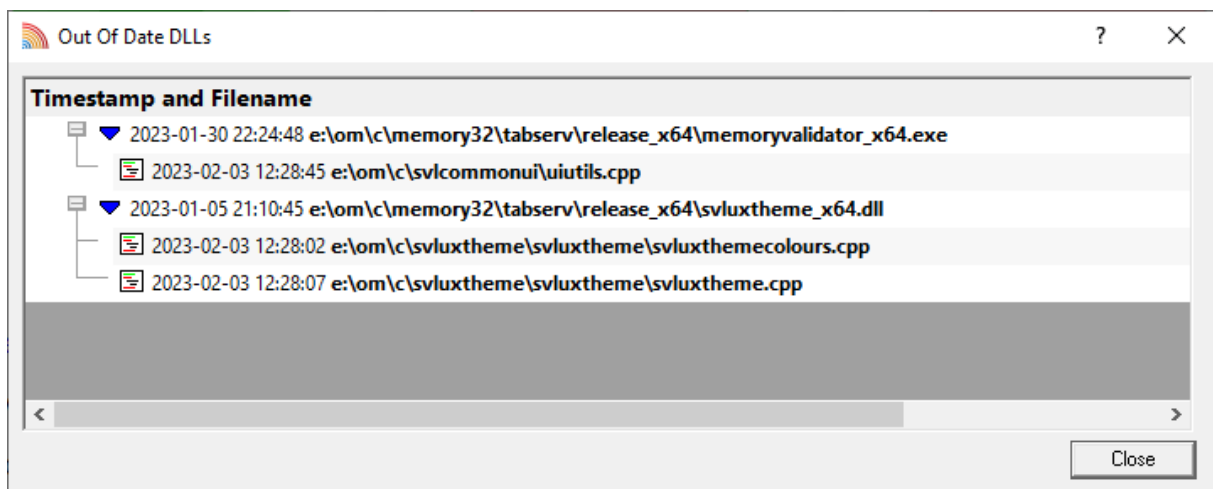 Out Of Date DLLs ?
Timestamp and Filename
2023-01-30 22:24:48 e:\om\c\memory32\tabserv\release_x64\memoryvalidator_x64.exe
2023-02-03 12:28:45 e:\om\c\svlcommonui\uiutils.cpp
2023-01-05 21:10:45 e:\om\c\memory32\tabserv\release_x64\svluxtheme_x64.dll
2023-02-03 12:28:02 e:\om\c\svluxtheme\svluxtheme\svluxthemecolours.cpp
2023-02-03 12:28:07 e:\om\c\svluxtheme\svluxtheme\svluxtheme.cpp
Close